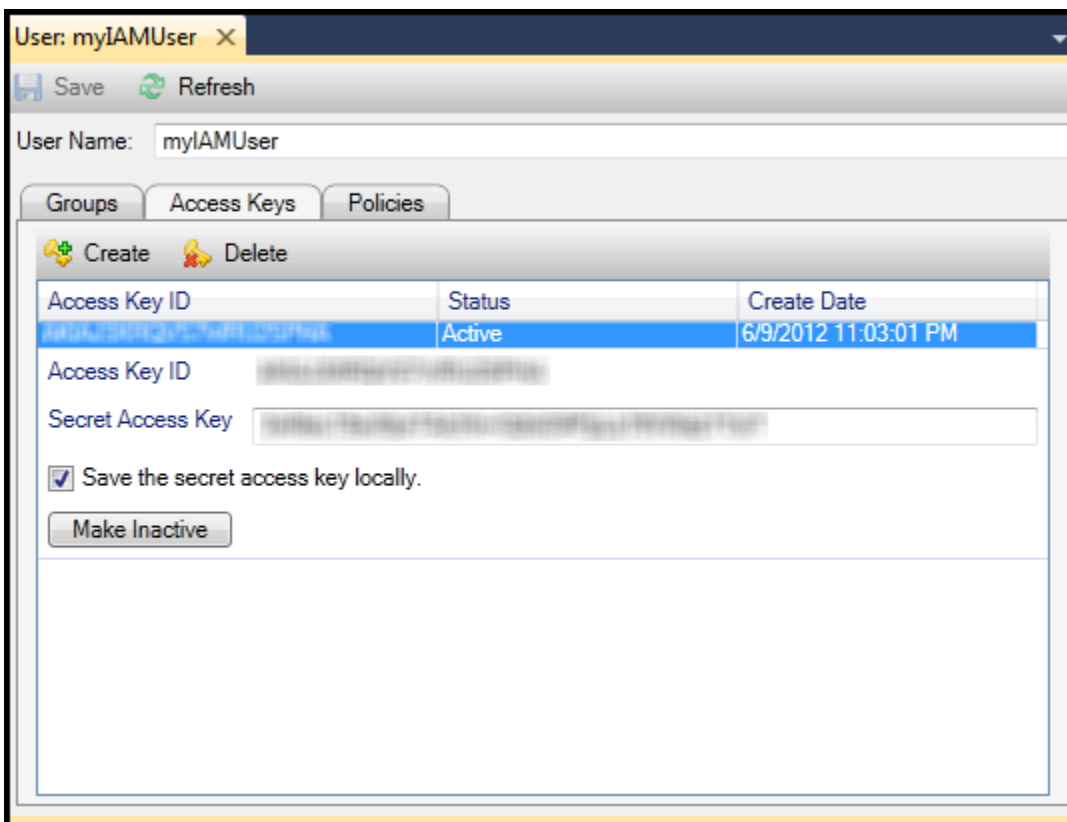 User: myIAMUser
Save Refresh
User Name: myIAMUser
Groups Access Keys Policies
Create Delete
Access Key ID Status Create Date
Active 6/9/2012 11:03:01 PM
Access Key ID
Secret Access Key
Save the secret access key locally.
Make Inactive